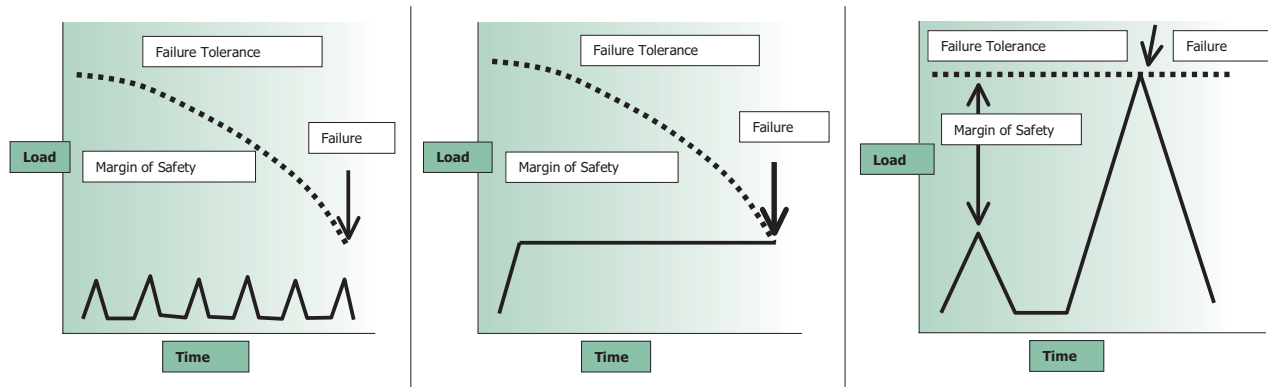 Failure Tolerance
Failure
Load
Margin of Safety
Time
Failure Tolerance
Failure
Load
Margin of Safety
Time
Failure Tolerance
Failure
Margin of Safety
Load
Time